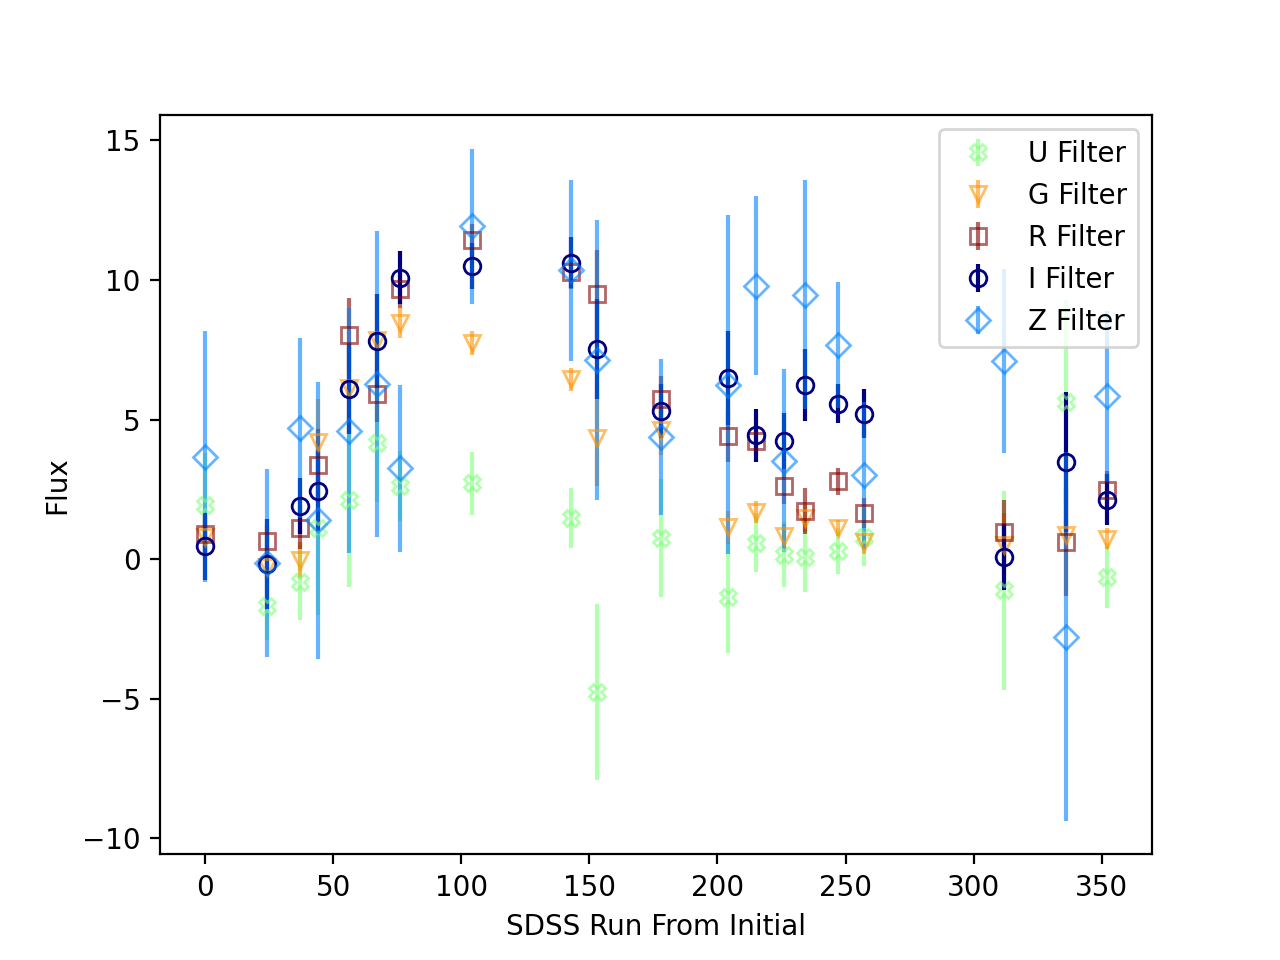 15
10
5
0
−5
−10
Flux
U Filter
G Filter
R Filter
I Filter
Z Filter
0 50 100 150 200 250 300 350
SDSS Run From Initial